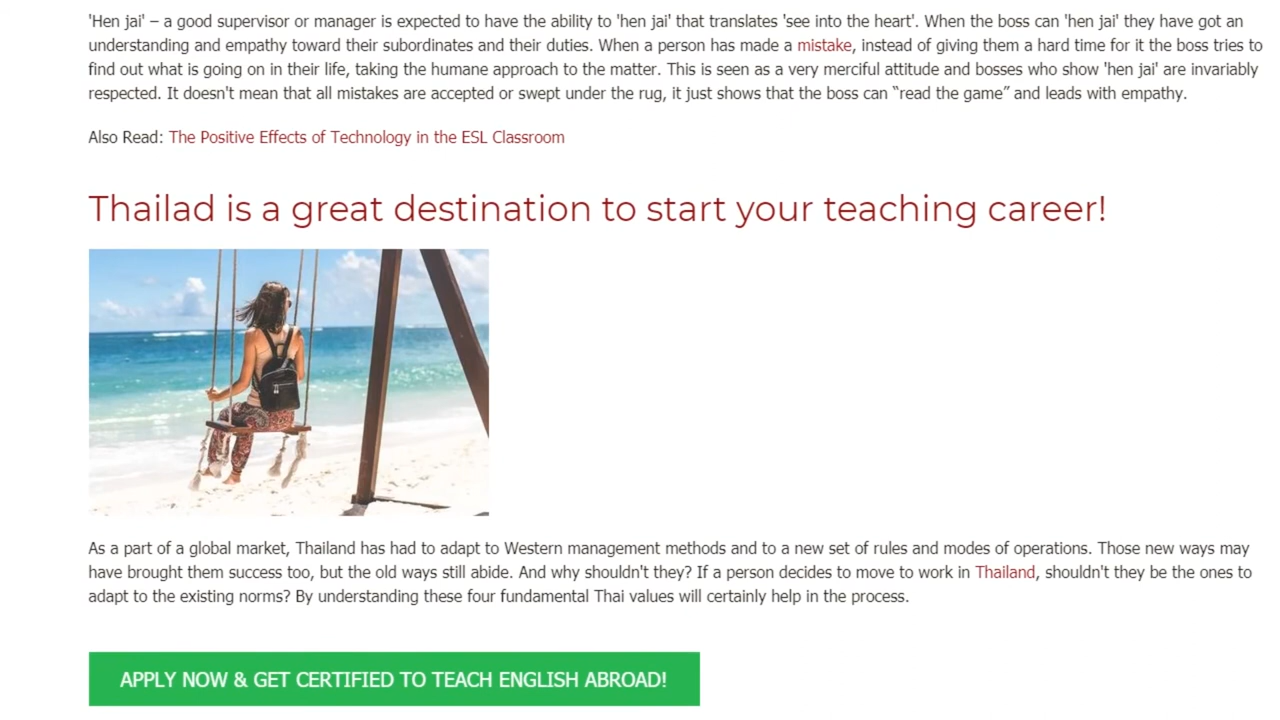 'Hen jai' – a good supervisor or manager is expected to have the ability to 'hen jai' that translates 'see into the heart'. When the boss can 'hen jai' they have got an
understanding and empathy toward their subordinates and their duties. When a person has made a mistake, instead of giving them a hard time for it the boss tries to
find out what is going on in their life, taking the humane approach to the matter. This is seen as a very merciful attitude and bosses who show 'hen jai' are invariably
respected. It doesn't mean that all mistakes are accepted or swept under the rug, it just shows that the boss can “read the game” and leads with empathy.
Also Read: The Positive Effects of Technology in the ESL Classroom
Thailad is a great destination to start your teaching career!
As a part of a global market, Thailand has had to adapt to Western management methods and to a new set of rules and modes of operations. Those new ways may
have brought them success too, but the old ways still abide. And why shouldn't they? If a person decides to move to work in Thailand, shouldn't they be the ones to
adapt to the existing norms? By understanding these four fundamental Thai values will certainly help in the process.
APPLY NOW & GET CERTIFIED TO TEACH ENGLISH ABROAD!